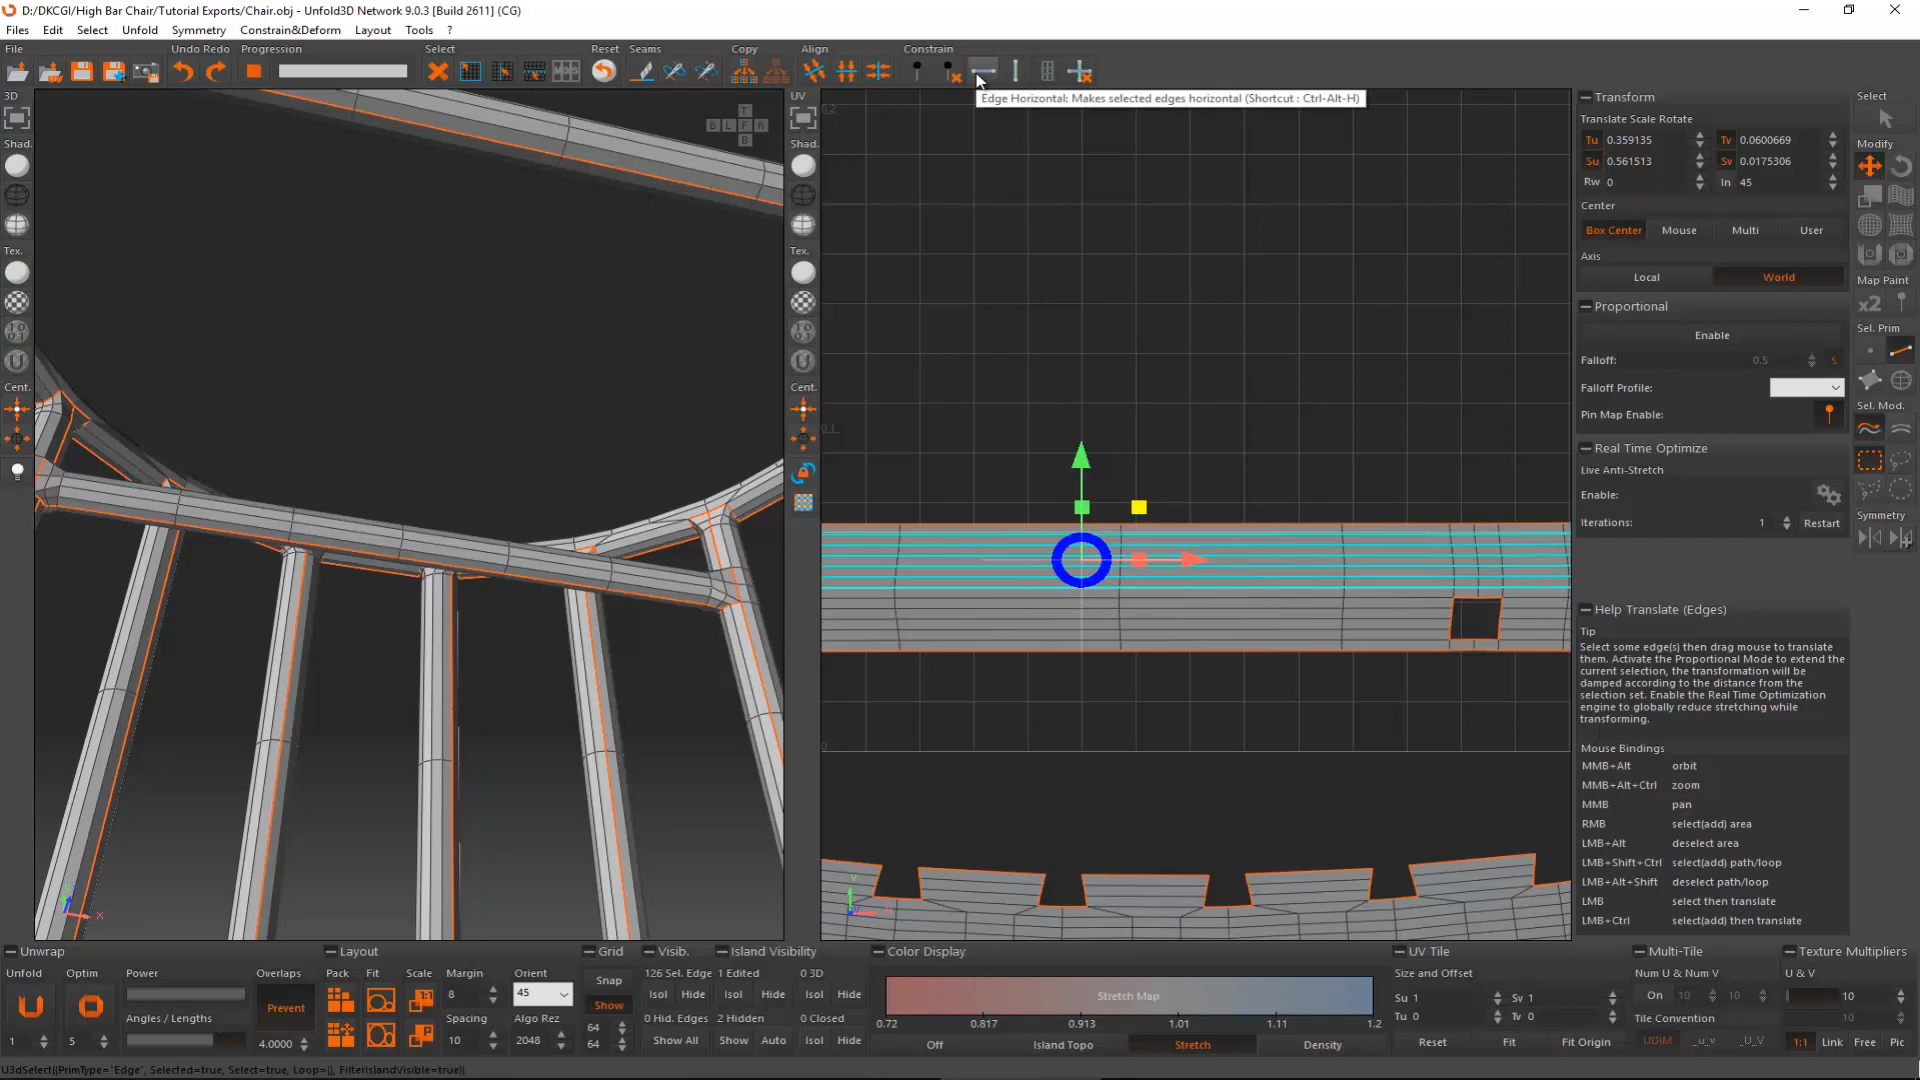 D:/DKCGI/High Bar Chair/Tutorial Exports/Chair.obj - Unfold3D Network 9.0.3 [Build 2611] (CG)
Files Edit Select Unfold Symmetry Constrain&Deform Layout Tools ?
File Undo Redo Progression Select Reset Seams Copy Align Constrain
Edge Horizontal: Makes selected edges horizontal (Shortcut : Ctrl-Alt-H)
3D
Shad.
Tex.
Cent.
T
B L F R
B
X
UV
Shad.
Tex.
Cent.
0.2
0.1
0
V
Transform
Translate Scale Rotate
Tu 0.359135 Tv 0.0600669
Su 0.561513 Sv 0.0175306
Rw 0 In 45
Center
Box Center Mouse Multi User
Axis
Local World
Proportional
Enable
Falloff: 0.5 S
Falloff Profile:
Pin Map Enable:
Real Time Optimize
Live Anti-Stretch
Enable:
Iterations: 1 Restart
Help Translate (Edges)
Tip
Select some edge(s) then drag mouse to translate
them. Activate the Proportional Mode to extend the
current selection, the transformation will be
damped according to the distance from the
selection set. Enable the Real Time Optimization
engine to globally reduce stretching while
transforming.
Mouse Bindings
MMB+Alt orbit
MMB+Alt+Ctrl zoom
MMB pan
RMB select(add) area
LMB+Alt deselect area
LMB+Shift+Ctrl select(add) path/loop
LMB+Alt+Shift deselect path/loop
LMB select then translate
LMB+Ctrl select(add) then translate
Select
Modify
Map Paint
x2
Sel. Prim
Sel. Mod.
Symmetry
Unwrap Layout Grid Visib. Island Visibility Color Display UV Tile Multi-Tile Texture Multipliers
Unfold Optim Power Overlaps Pack Fit Scale Margin Orient Snap 126 Sel. Edge 1 Edited 0 3D Size and Offset Num U & Num V U & V
8 45 Show Isol Hide Isol Hide Isol Hide Stretch Map Su 1 Sv 1 On 10 10 10
Prevent Angles / Lengths Spacing Algo Rez 0 Hid. Edges 2 Hidden 0 Closed 0.72 0.817 0.913 1.01 1.11 1.2 Tu 0 Tv 0 Tile Convention 10
1 5 4.0000 10 2048 64 64 Show All Show Auto Isol Hide Off Island Topo Stretch Density Reset Fit Fit Origin UDIM _u_v _U_V 1:1 Link Free Pic
U3dSelect({PrimType="Edge", Selected=true, Select=true, Loop={}, FilterIslandVisible=true})